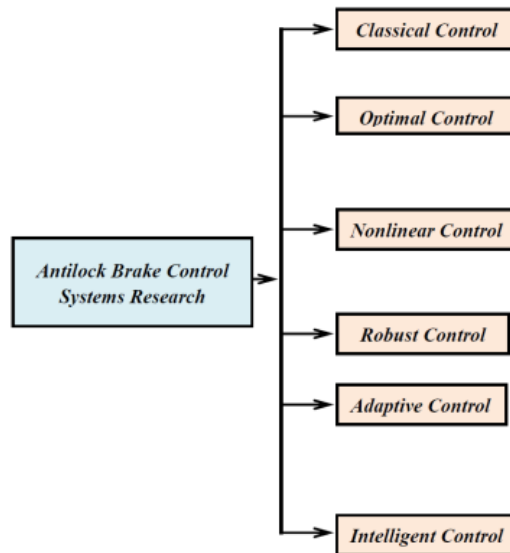 Classical Control
Optimal Control
Nonlinear Control
Antilock Brake Control
Systems Research
Robust Control
Adaptive Control
Intelligent Control